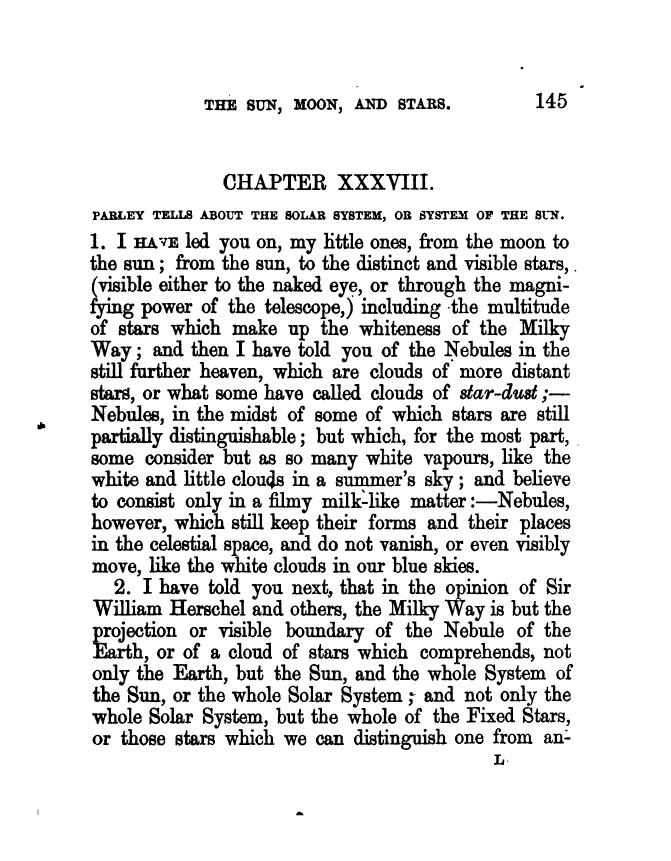 THE SUN, MOON, AND STARS. 145
CHAPTER XXXVIII.
PARLEY TELLS ABOUT THE SOLAR SYSTEM, OR SYSTEM OF THE SUN.
1. I HAVE led you on, my little ones, from the moon to
the sun; from the sun, to the distinct and visible stars,
(visible either to the naked eye, or through the magni-
fying power of the telescope,) including the multitude
of stars which make up the whiteness of the Milky
Way; and then I have told you of the Nebules in the
still further heaven, which are clouds of more distant
stars, or what some have called clouds of star-dust;—
Nebules, in the midst of some of which stars are still
partially distinguishable; but which, for the most part,
some consider but as so many white vapours, like the
white and little clouds in a summer's sky; and believe
to consist only in a filmy milk-like matter:—Nebules,
however, which still keep their forms and their places
in the celestial space, and do not vanish, or even visibly
move, like the white clouds in our blue skies.
2. I have told you next, that in the opinion of Sir
William Herschel and others, the Milky Way is but the
projection or visible boundary of the Nebule of the
Earth, or of a cloud of stars which comprehends, not
only the Earth, but the Sun, and the whole System of
the Sun, or the whole Solar System; and not only the
whole Solar System, but the whole of the Fixed Stars,
or those stars which we can distinguish one from an-
L